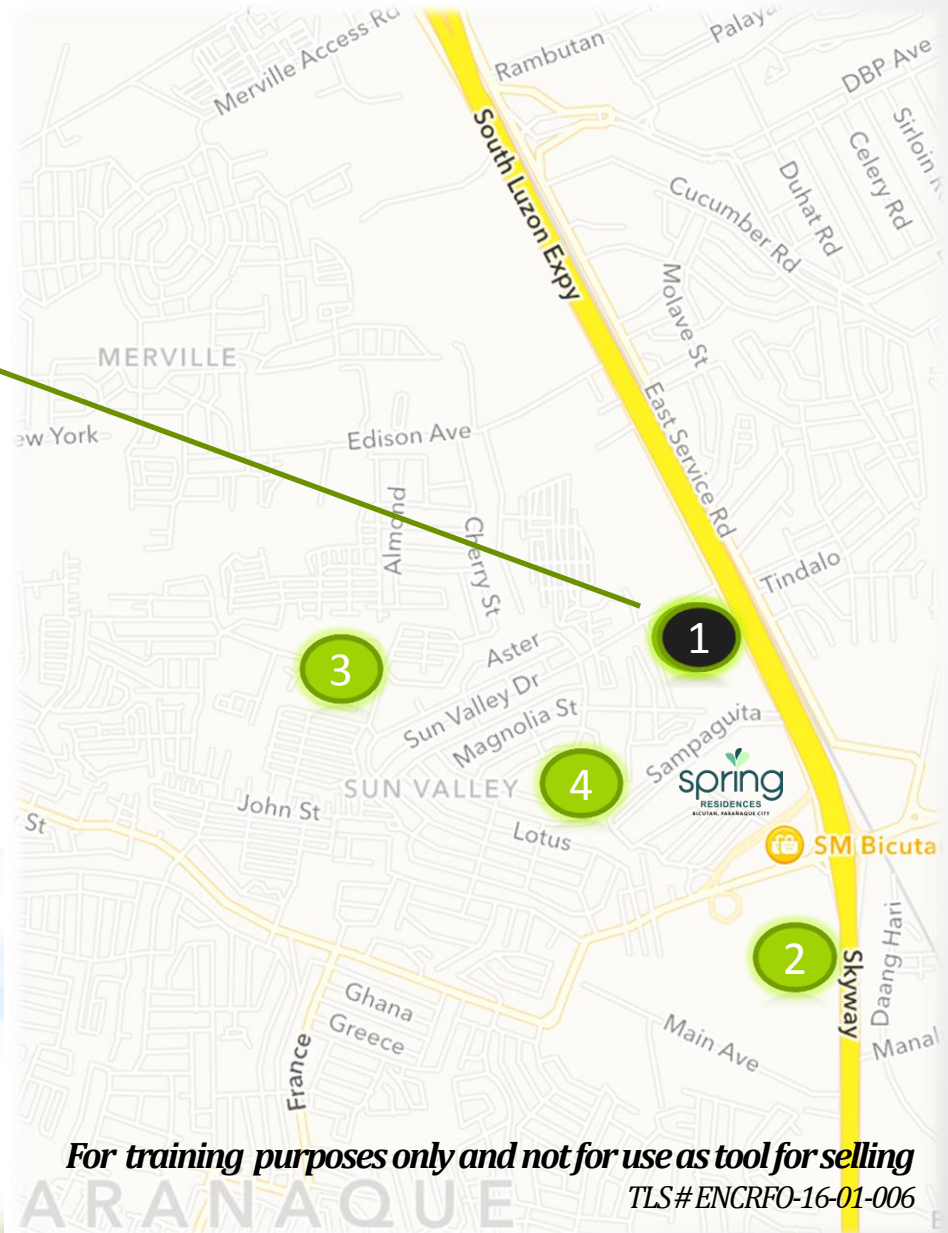 Merville Access Rd
Rambutan
Palaya
DBP Ave
Sirloin
Celery Rd
Duhat Rd
Cucumber Rd
South Luzon Expy
Molave St
MERVILLE
East Service Rd
ew York
Edison Ave
Almond
Cherry St
Tindalo
1
3
Aster
Sun Valley Dr
Magnolia St
Sampaguita
SUN VALLEY
4
spring
RESIDENCES
BICUTAN, PARAÑAQUE CITY
John St
St
Lotus
SM Bicuta
2
Skyway
Daang Hari
Ghana
Greece
Main Ave
Manal
France
For training purposes only and not for use as tool for selling
TLS# ENCRFO-16-01-006
ARANAQUE
E